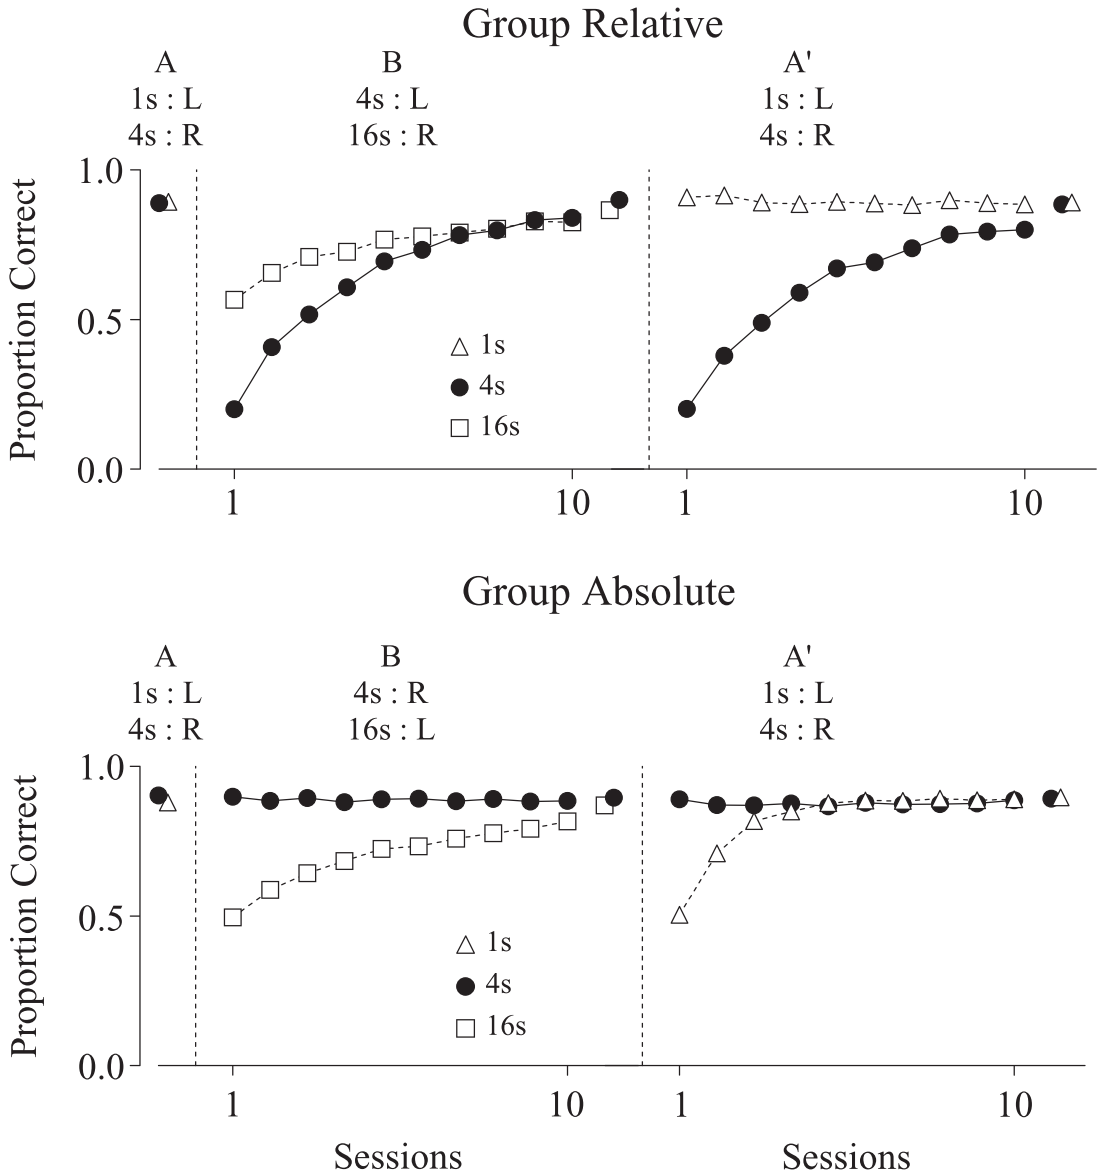 Group Relative
A B A'
1s : L 4s : L 1s : L
4s : R 16s : R 4s : R
Proportion Correct
1.0
0.5
0.0
1s
4s
16s
1 10 1 10
Group Absolute
A B A'
1s : L 4s : R 1s : L
4s : R 16s : L 4s : R
Proportion Correct
1.0
0.5
0.0
1s
4s
16s
1 10 1 10
Sessions Sessions